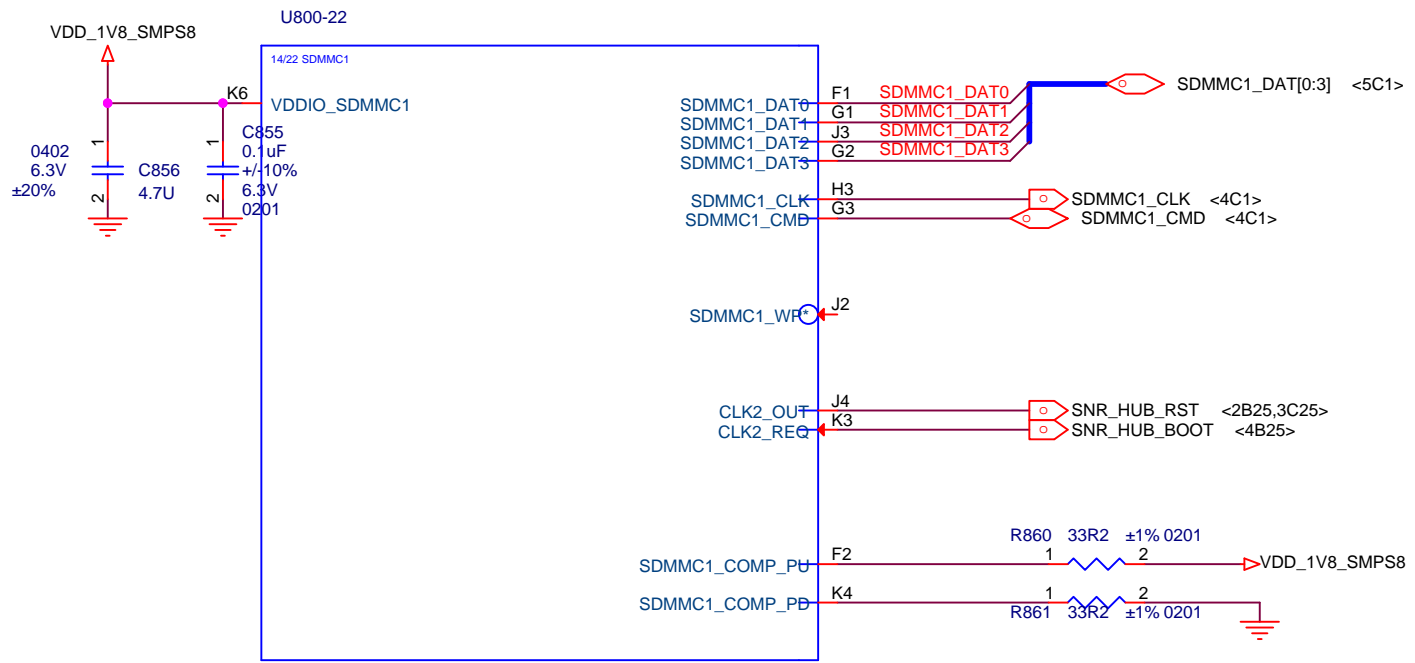 U800-22
VDD_1V8_SMPS8
14/22 SDMMC1
K6
VDDIO_SDMMC1
SDMMC1_DAT0
F1
SDMMC1_DAT0
SDMMC1_DAT[0:3] <5C1>
SDMMC1_DAT1
G1
SDMMC1_DAT1
SDMMC1_DAT2
J3
SDMMC1_DAT2
SDMMC1_DAT3
G2
SDMMC1_DAT3
1
0402
6.3V
±20%
C856
4.7U
2
1
C855
0.1uF
+/-10%
6.3V
0201
2
SDMMC1_CLK
H3
SDMMC1_CLK <4C1>
SDMMC1_CMD
G3
SDMMC1_CMD <4C1>
SDMMC1_WP*
J2
CLK2_OUT
J4
SNR_HUB_RST <2B25,3C25>
CLK2_REQ
K3
SNR_HUB_BOOT <4B25>
R860 33R2 ±1% 0201
SDMMC1_COMP_PU
F2
1
2
VDD_1V8_SMPS8
SDMMC1_COMP_PD
K4
1
2
R861 33R2 ±1% 0201